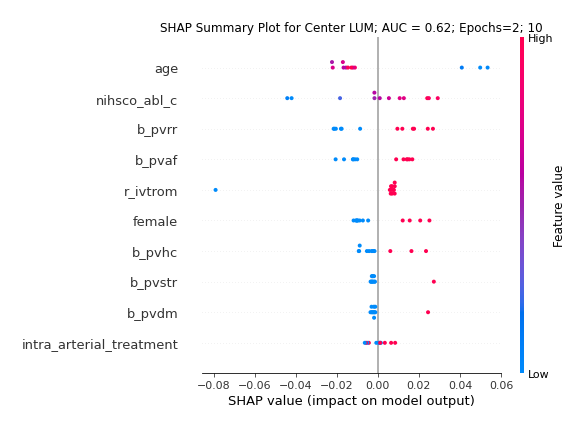 SHAP Summary Plot for Center LUM; AUC = 0.62; Epochs=2; 10
High
age
nihsco_abl_c
b_pvrr
b_pvaf
r_ivtrom
female
b_pvhc
b_pvstr
b_pvdm
intra_arterial_treatment
Feature value
Low
−0.08 −0.06 −0.04 −0.02 0.00 0.02 0.04 0.06
SHAP value (impact on model output)